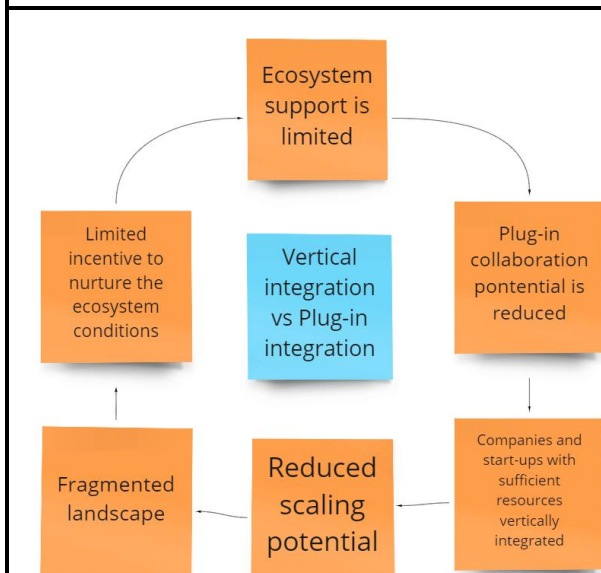 Ecosystem
support is
limited
Limited
incentive to
nurture the
ecosystem
conditions
Vertical
integration
vs Plug-in
integration
Plug-in
collaboration
pontential is
reduced
Fragmented
landscape
Reduced
scaling
potential
Companies and
start-ups with
sufficient
resources
vertically
integrated